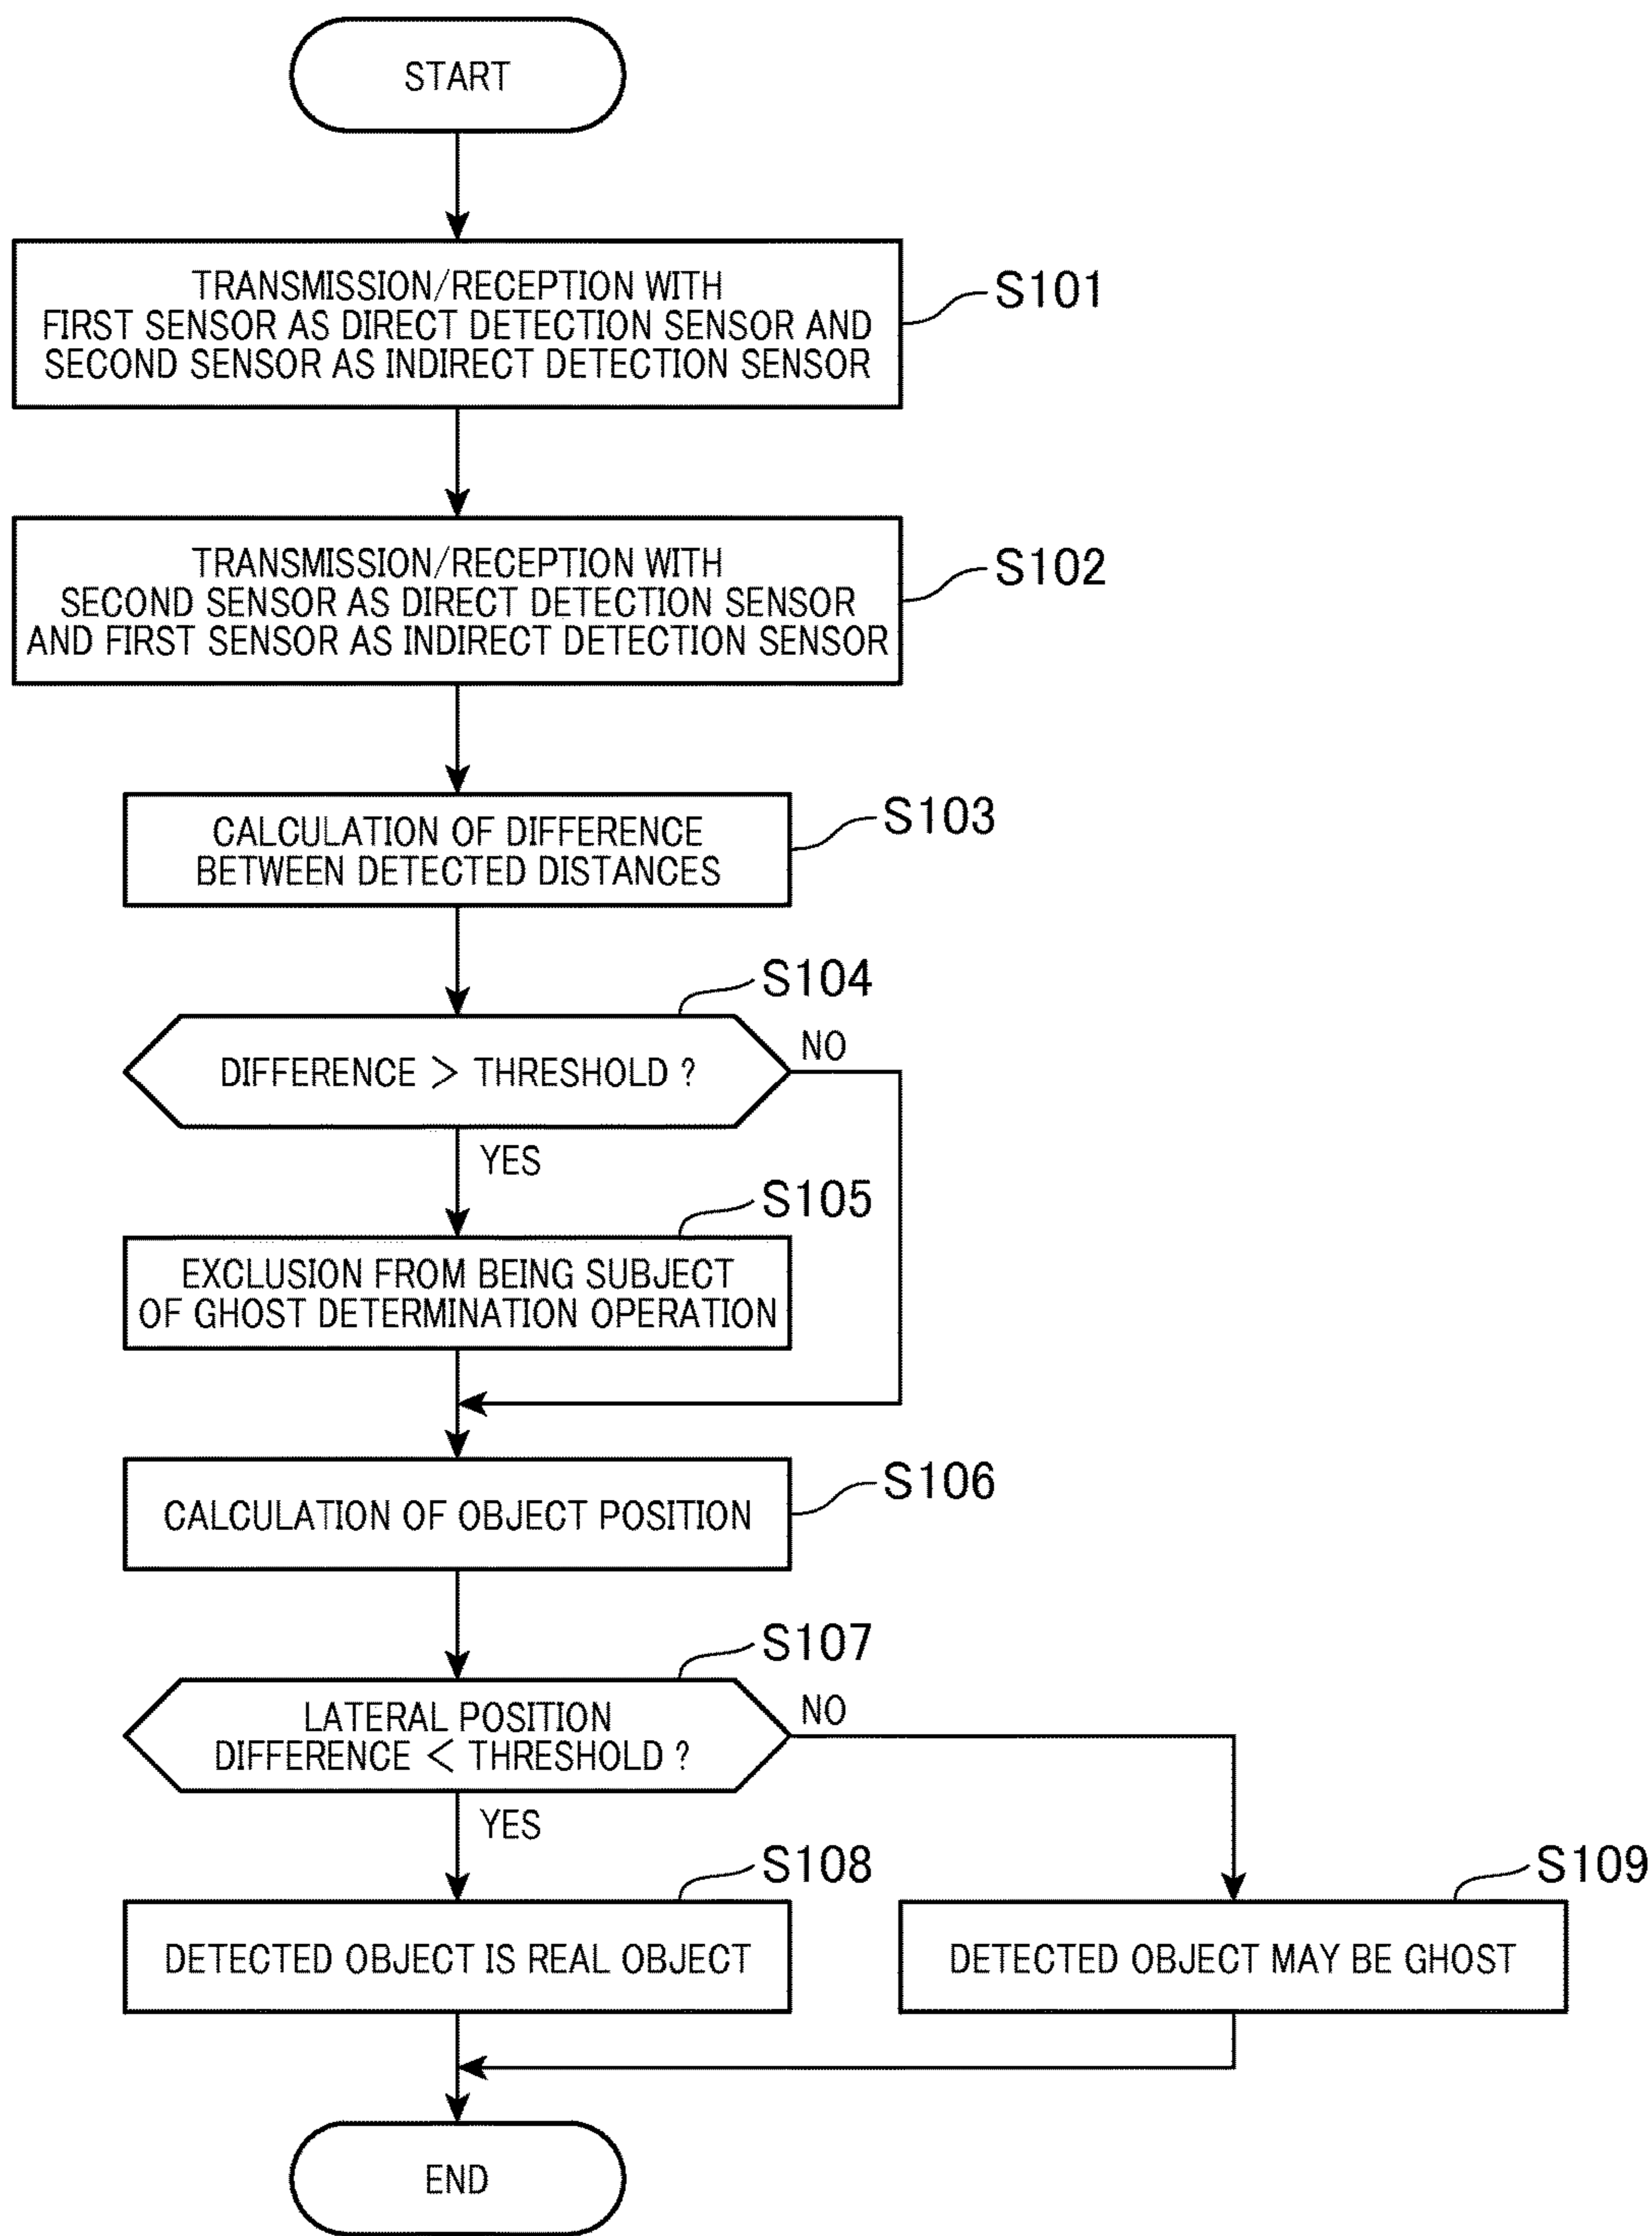 START
TRANSMISSION/RECEPTION WITH
FIRST SENSOR AS DIRECT DETECTION SENSOR AND
SECOND SENSOR AS INDIRECT DETECTION SENSOR
S101
TRANSMISSION/RECEPTION WITH
SECOND SENSOR AS DIRECT DETECTION SENSOR
AND FIRST SENSOR AS INDIRECT DETECTION SENSOR
S102
CALCULATION OF DIFFERENCE
BETWEEN DETECTED DISTANCES
S103
S104
DIFFERENCE > THRESHOLD ?
NO
YES
S105
EXCLUSION FROM BEING SUBJECT
OF GHOST DETERMINATION OPERATION
CALCULATION OF OBJECT POSITION
S106
S107
LATERAL POSITION
DIFFERENCE < THRESHOLD ?
NO
YES
S108
DETECTED OBJECT IS REAL OBJECT
S109
DETECTED OBJECT MAY BE GHOST
END